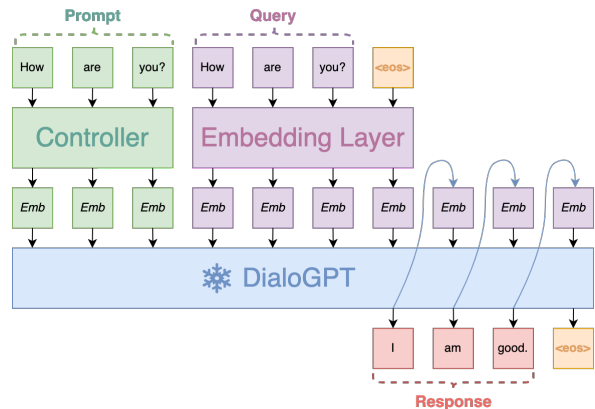 Prompt Query
How are you? How are you? <eos>
Controller Embedding Layer
Emb Emb Emb Emb Emb Emb Emb Emb Emb Emb
DialoGPT
I am good. <eos>
Response